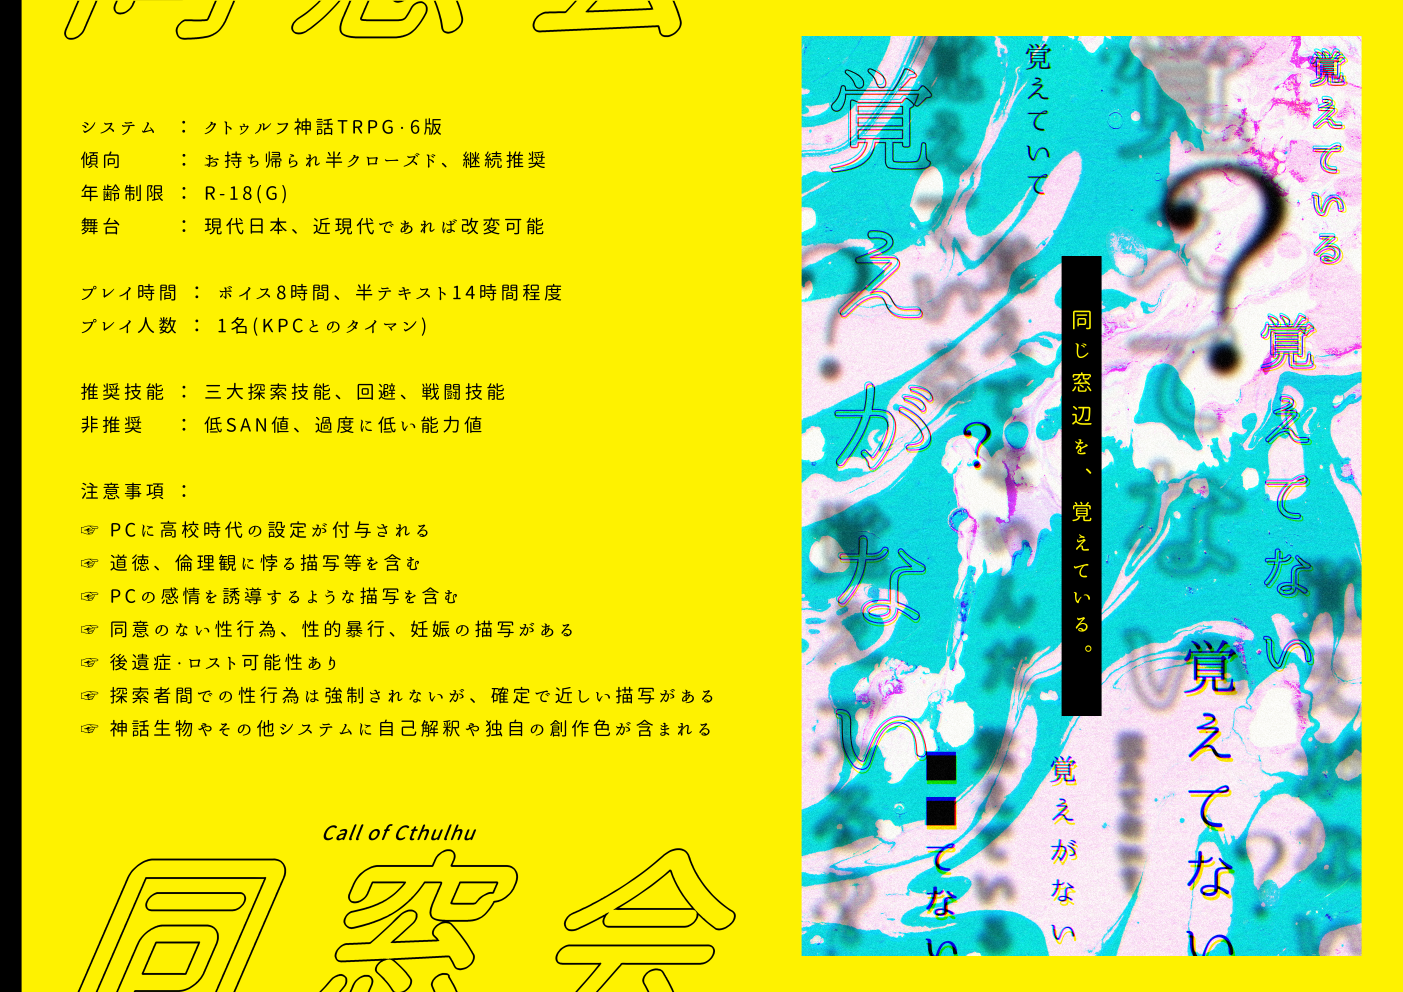 同窓会
システム ： クトゥルフ神話TRPG·6版
傾向 ： お持ち帰られ半クローズド、継続推奨
年齢制限 ： R-18(G)
舞台 ： 現代日本、近現代であれば改変可能
プレイ時間 ： ボイス8時間、半テキスト14時間程度
プレイ人数 ： 1名(KPCとのタイマン)
推奨技能 ： 三大探索技能、回避、戦闘技能
非推奨 ： 低SAN値、過度に低い能力値
注意事項 ：
☞ PCに高校時代の設定が付与される
☞ 道徳、倫理観に悖る描写等を含む
☞ PCの感情を誘導するような描写を含む
☞ 同意のない性行為、性的暴行、妊娠の描写がある
☞ 後遺症·ロスト可能性あり
☞ 探索者間での性行為は強制されないが、確定で近しい描写がある
☞ 神話生物やその他システムに自己解釈や独自の創作色が含まれる
Call of Cthulhu
同窓会
覚えている
？
覚えてない
覚えてない
覚えていて
同じ窓辺を、覚えている。
覚えがない
？
覚えがない
■■てない